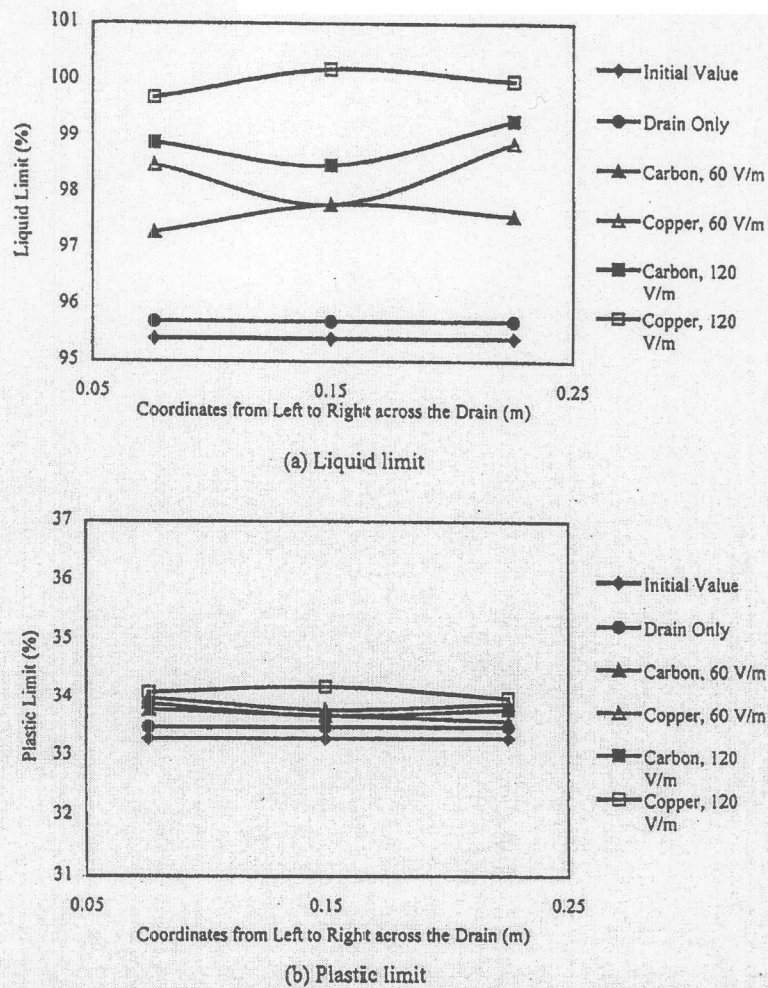 101
100
99
98
97
96
95
Liquid Limit (%)
0.05
0.15
0.25
Coordinates from Left to Right across the Drain (m)
Initial Value
Drain Only
Carbon, 60 V/m
Copper, 60 V/m
Carbon, 120
V/m
Copper, 120
V/m
(a) Liquid limit
37
36
35
34
33
32
31
Plastic Limit (%)
0.05
0.15
0.25
Coordinates from Left to Right across the Drain (m)
Initial Value
Drain Only
Carbon, 60 V/m
Copper, 60 V/m
Carbon, 120
V/m
Copper, 120
V/m
(b) Plastic limit